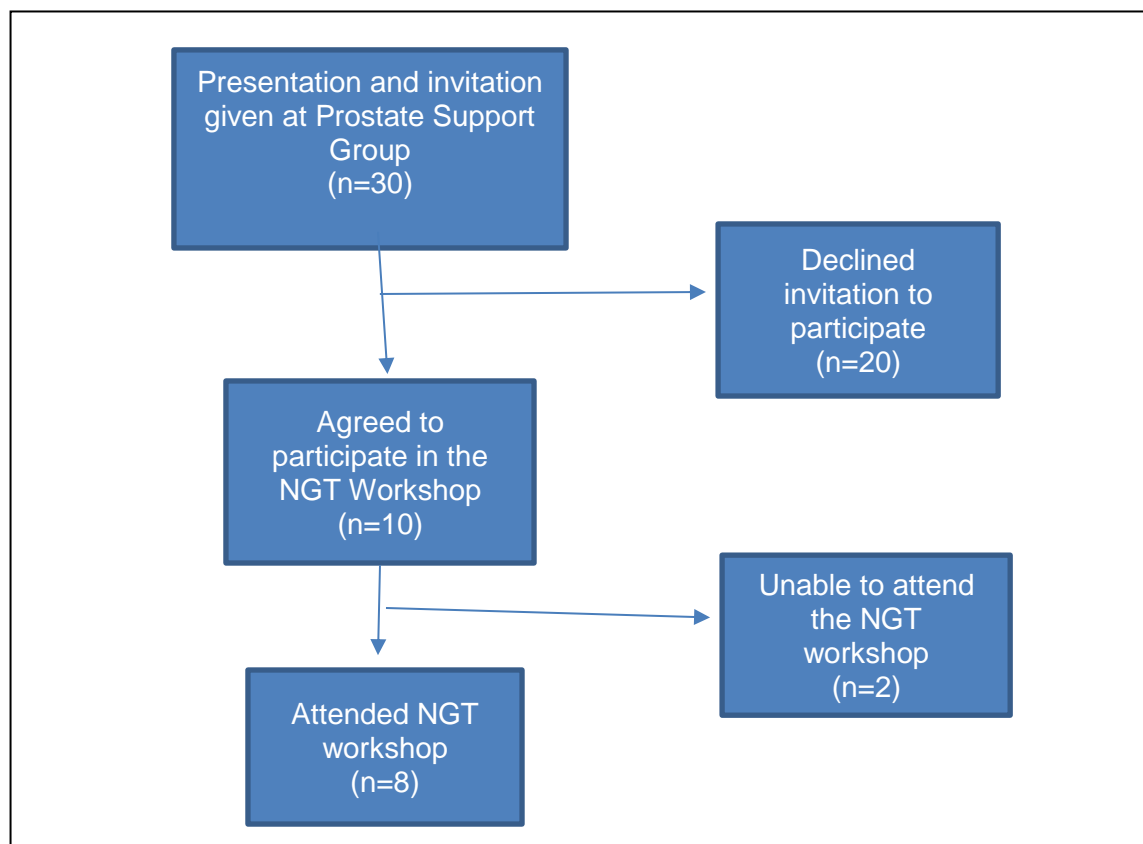 Presentation and invitation
given at Prostate Support
Group
(n=30)
Declined
invitation to
participate
(n=20)
Agreed to
participate in the
NGT Workshop
(n=10)
Unable to attend
the NGT
workshop
(n=2)
Attended NGT
workshop
(n=8)